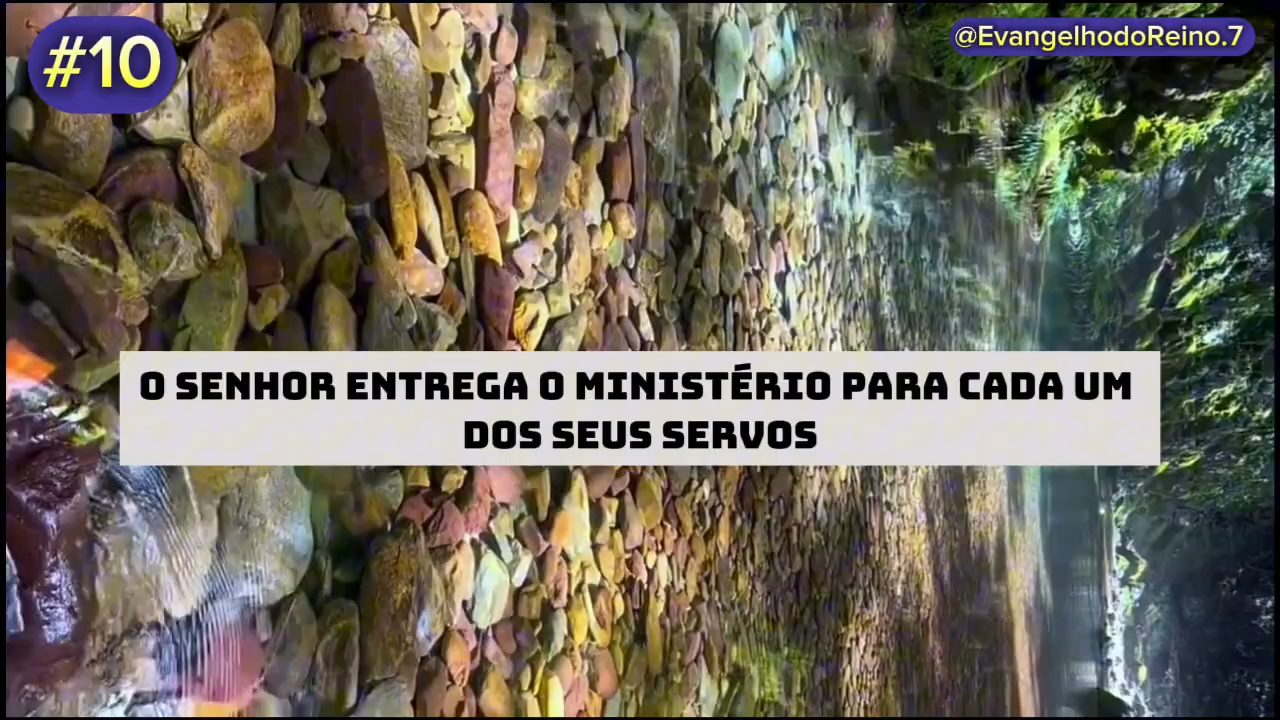 #10
@EvangelhodoReino.7
O SENHOR ENTREGA O MINISTÉRIO PARA CADA UM
DOS SEUS SERVOS